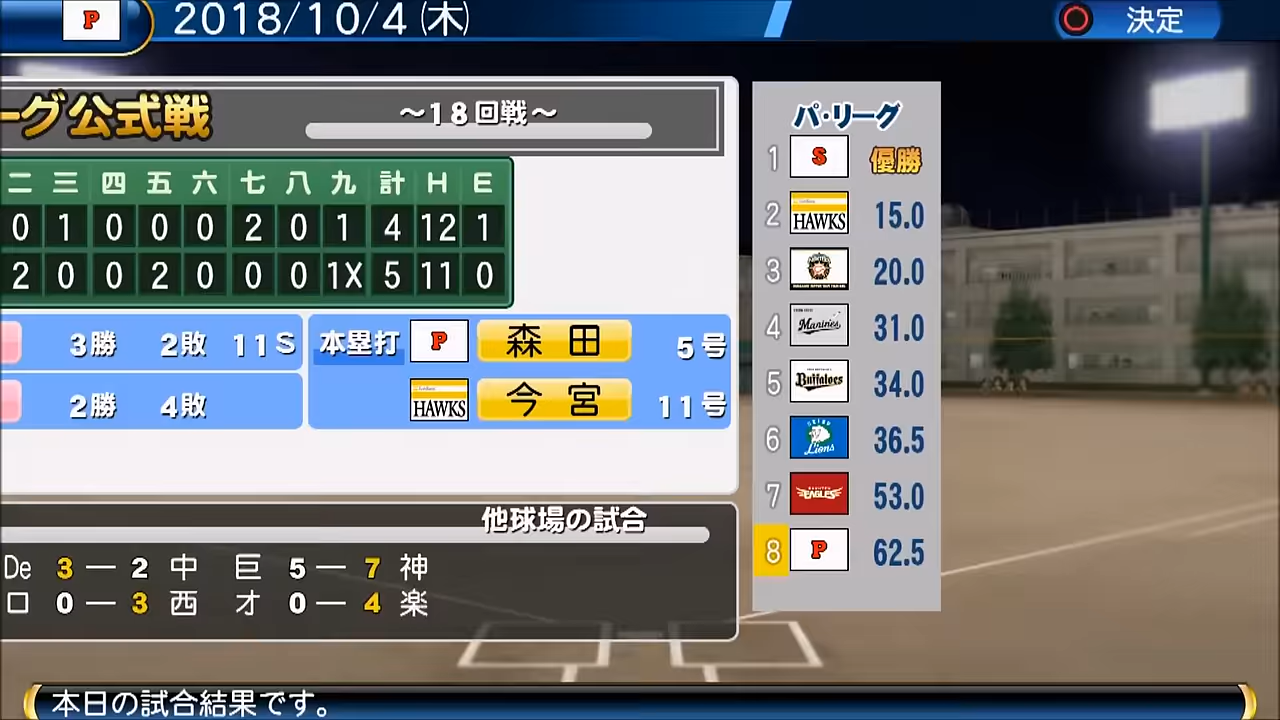 P 2018/10/4(木) 決定
ーグ公式戦 ～18回戦～
二 三 四 五 六 七 八 九 計 H E
0 1 0 0 0 2 0 1 4 12 1
2 0 0 2 0 0 0 1X 5 11 0
3勝 2敗 11S 本塁打 P 森田 5号
2勝 4敗 HAWKS 今宮 11号
他球場の試合
De 3 ー 2 中 巨 5 ー 7 神
ロ 0 ー 3 西 オ 0 ー 4 楽
パ・リーグ
1 S 優勝
2 HAWKS 15.0
3 20.0
4 Marines 31.0
5 Buffaloes 34.0
6 Lions 36.5
7 EAGLES 53.0
8 P 62.5
本日の試合結果です。